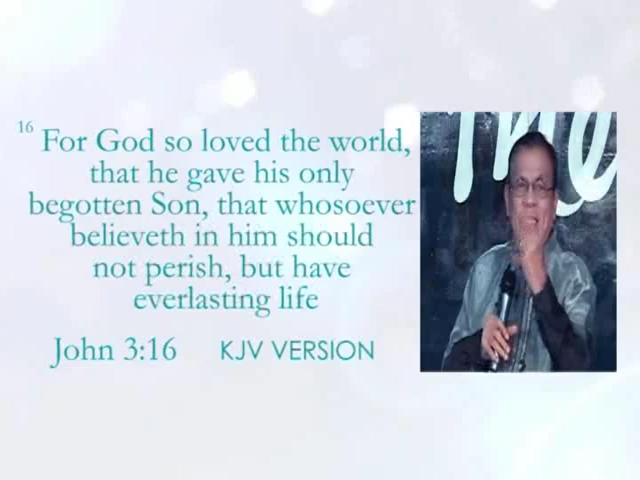 16 For God so loved the world,
that he gave his only
begotten Son, that whosoever
believeth in him should
not perish, but have
everlasting life
John 3:16 KJV VERSION